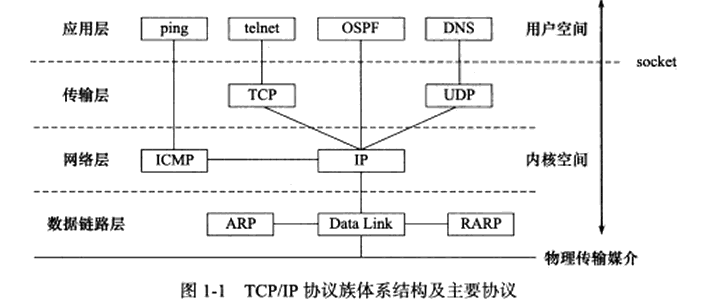 应用层 ping telnet OSPF DNS 用户空间
socket
传输层 TCP UDP
网络层 ICMP IP 内核空间
数据链路层 ARP Data Link RARP
物理传输媒介
图 1-1 TCP/IP 协议族体系结构及主要协议